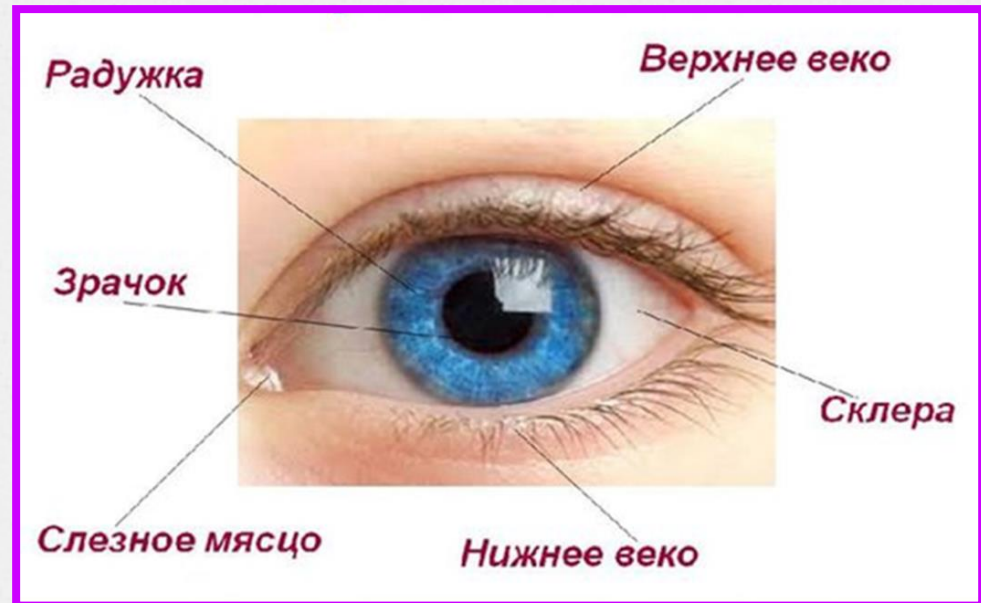 Радужка
Верхнее веко
Зрачок
Склера
Слезное мясцо
Нижнее веко